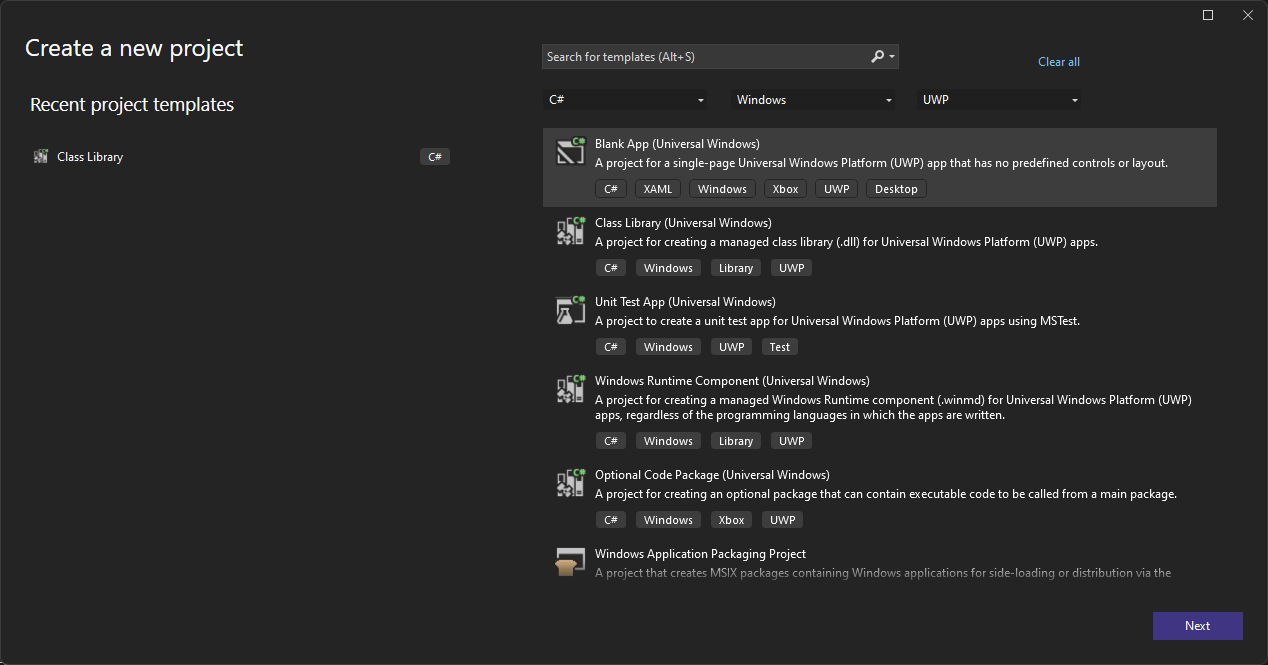 Create a new project
Search for templates (Alt+S)
Clear all
Recent project templates
C#
Windows
UWP
Class Library
C#
Blank App (Universal Windows)
A project for a single-page Universal Windows Platform (UWP) app that has no predefined controls or layout.
C# XAML Windows Xbox UWP Desktop
Class Library (Universal Windows)
A project for creating a managed class library (.dll) for Universal Windows Platform (UWP) apps.
C# Windows Library UWP
Unit Test App (Universal Windows)
A project to create a unit test app for Universal Windows Platform (UWP) apps using MSTest.
C# Windows UWP Test
Windows Runtime Component (Universal Windows)
A project for creating a managed Windows Runtime component (.winmd) for Universal Windows Platform (UWP)
apps, regardless of the programming languages in which the apps are written.
C# Windows Library UWP
Optional Code Package (Universal Windows)
A project for creating an optional package that can contain executable code to be called from a main package.
C# Windows Xbox UWP
Windows Application Packaging Project
A project that creates MSIX packages containing Windows applications for side-loading or distribution via the
Next